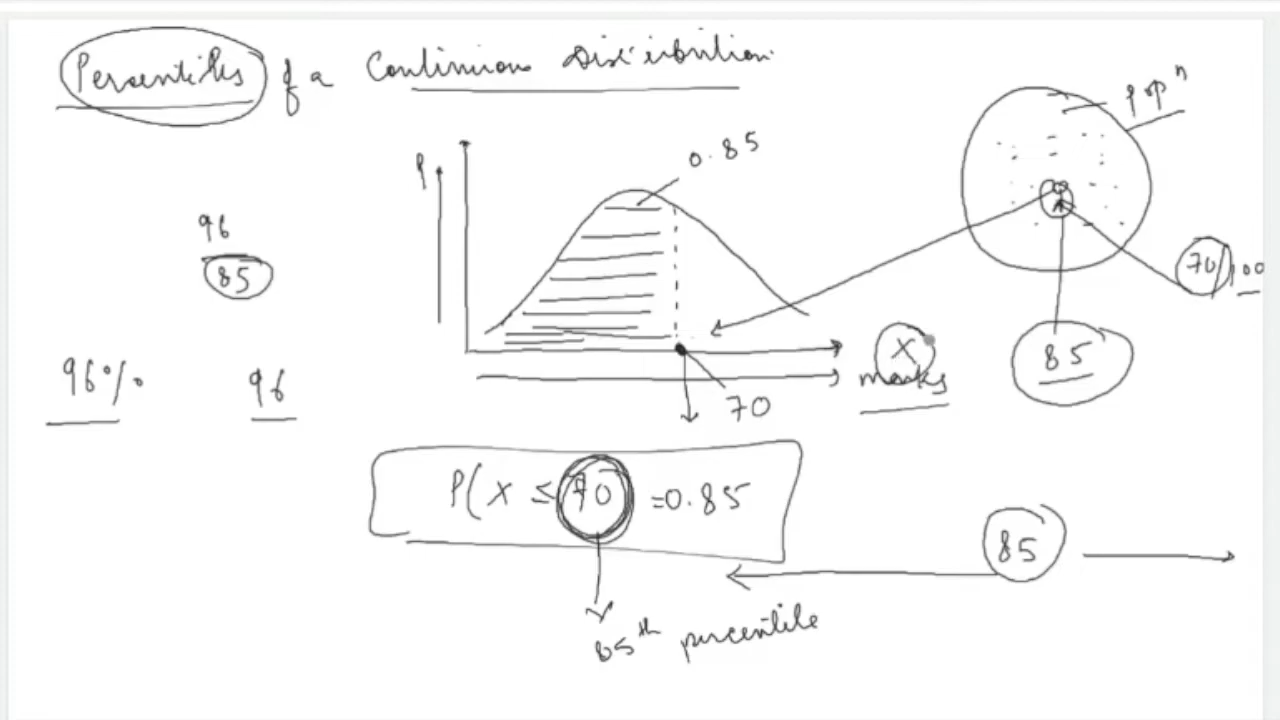 Percentiles of a Continuous Distribution
popⁿ
0.85
P
96
85
70/100
X
marks
85
96%
96
70
P(X ≤ 70 = 0.85
85
85th percentile